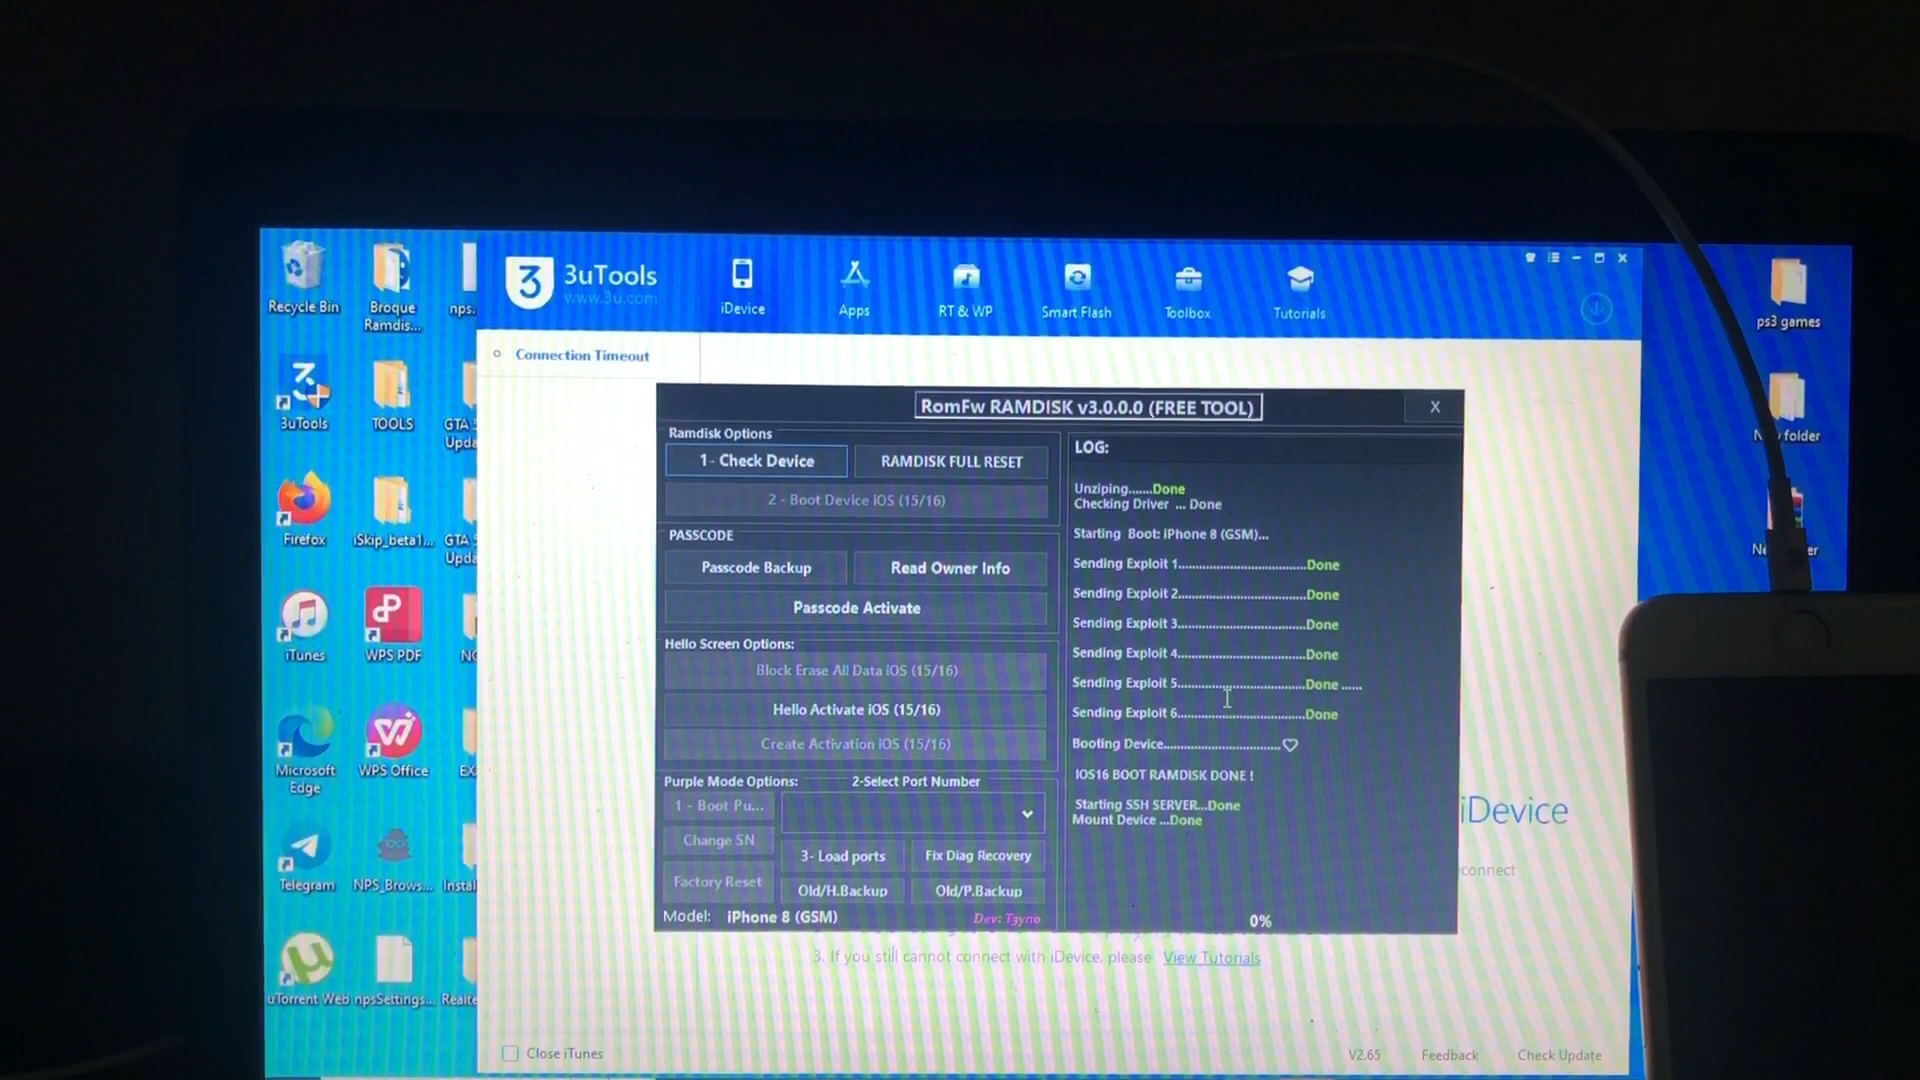 Recycle Bin
Broque
Ramdis...
nps.
3uTools
TOOLS
GTA 5
Upda
Firefox
iSkip_beta1...
GTA 5
Upda
iTunes
WPS PDF
Microsoft
Edge
WPS Office
Telegram
NPS_Brows...
Instal
uTorrent Web
npsSettings...
Realte
3
3uTools
www.3u.com
iDevice
Apps
RT & WP
Smart Flash
Toolbox
Tutorials
Connection Timeout
RomFw RAMDISK v3.0.0.0 (FREE TOOL)
X
Ramdisk Options
1- Check Device
RAMDISK FULL RESET
2 - Boot Device iOS (15/16)
PASSCODE
Passcode Backup
Read Owner Info
Passcode Activate
Hello Screen Options:
Block Erase All Data iOS (15/16)
Hello Activate iOS (15/16)
Create Activation iOS (15/16)
Purple Mode Options:
2-Select Port Number
1 - Boot Pu...
Change SN
3- Load ports
Fix Diag Recovery
Factory Reset
Old/H.Backup
Old/P.Backup
Model: iPhone 8 (GSM)
Dev: T3yno
LOG:
Unziping.......Done
Checking Driver ... Done
Starting Boot: iPhone 8 (GSM)...
Sending Exploit 1...........................................Done
Sending Exploit 2...........................................Done
Sending Exploit 3...........................................Done
Sending Exploit 4...........................................Done
Sending Exploit 5...........................................Done ......
Sending Exploit 6...........................................Done
Booting Device.......................................♡
IOS16 BOOT RAMDISK DONE !
Starting SSH SERVER...Done
Mount Device ...Done
0%
iDevice
connect
3. If you still cannot connect with iDevice, please View Tutorials
Close iTunes
V2.65
Feedback
Check Update
ps3 games
folder